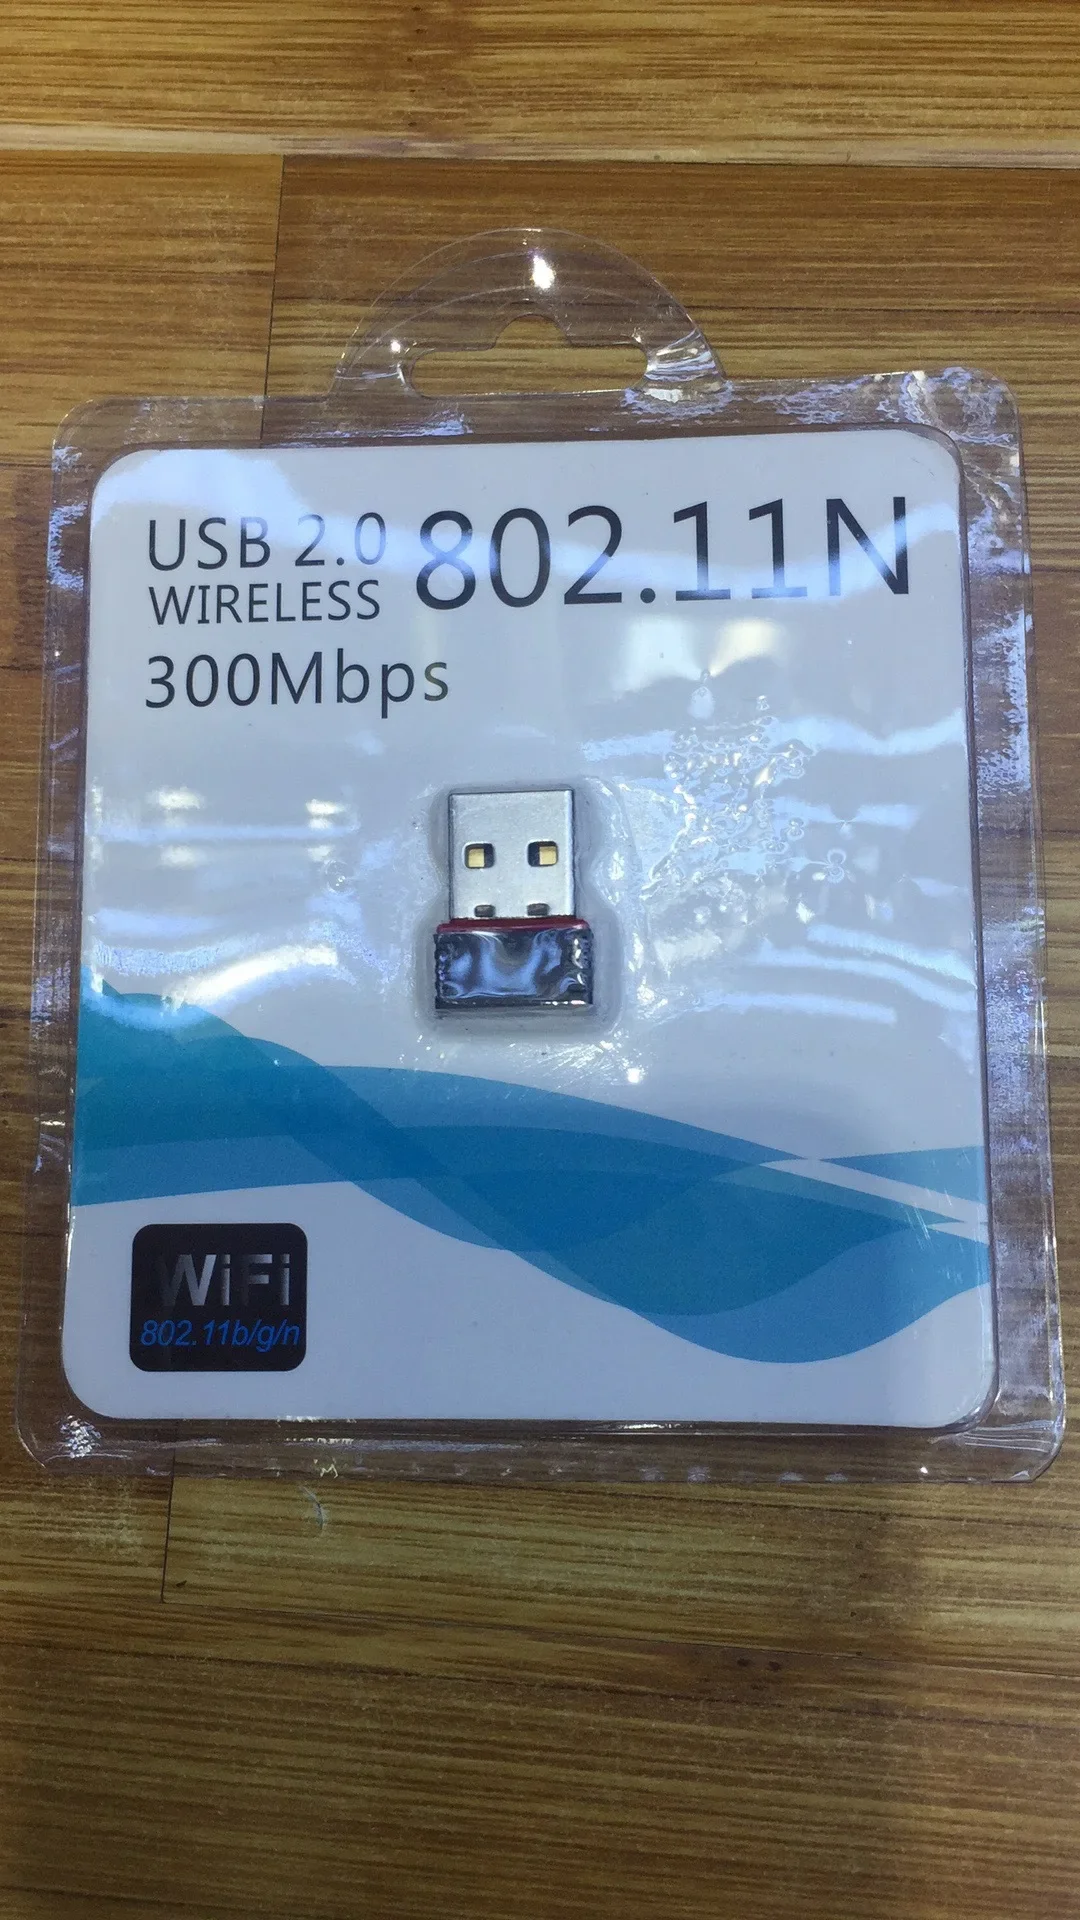 USB 2.0 802.11N
WIRELESS
300Mbps
WiFi
802.11b/g/n